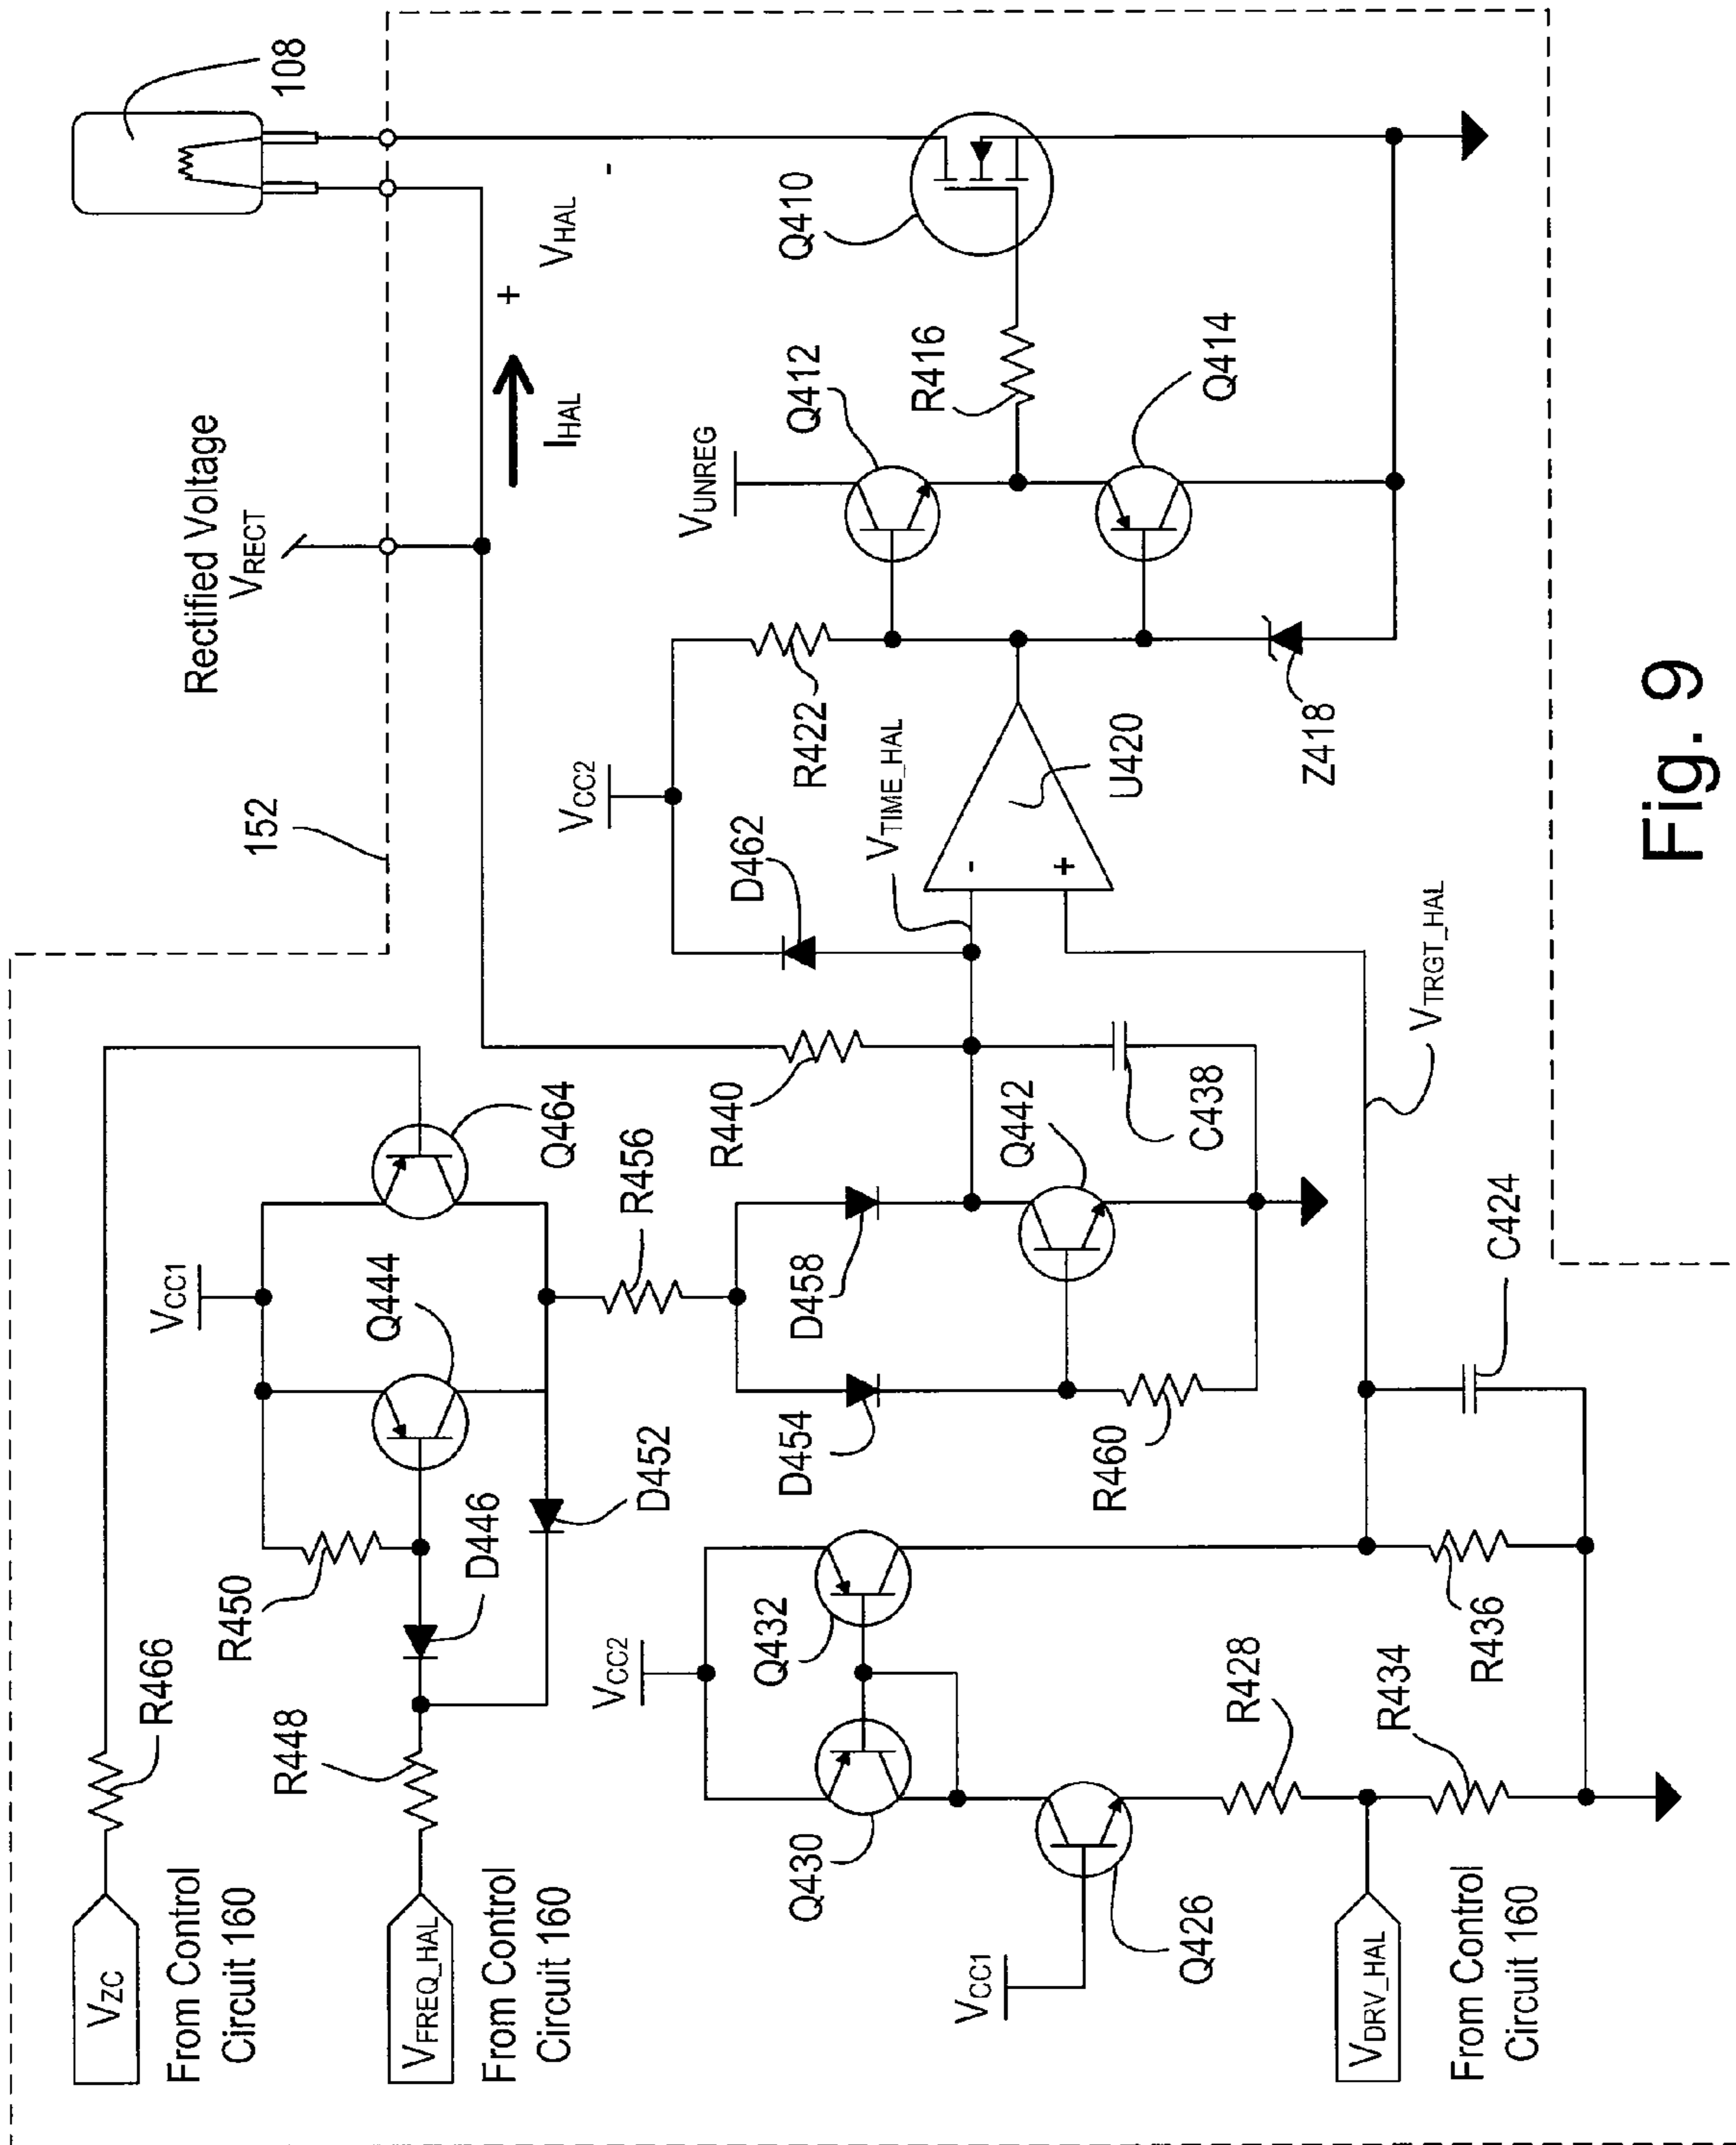 108
Rectified Voltage
VRECT
152
IHAL
+
VHAL
-
VZC
From Control
Circuit 160
R466
VFREQ_HAL
From Control
Circuit 160
R448
R450
D446
D452
Q444
VCC1
Q464
R456
D454
D458
R460
Q442
R440
C438
D462
VCC2
VTIME_HAL
R422
-
+
U420
Z418
VUNREG
Q412
R416
Q414
Q410
VCC2
Q430
Q432
VCC1
Q426
R428
R434
R436
C424
VTRGT_HAL
VDRV_HAL
From Control
Circuit 160
Fig. 9